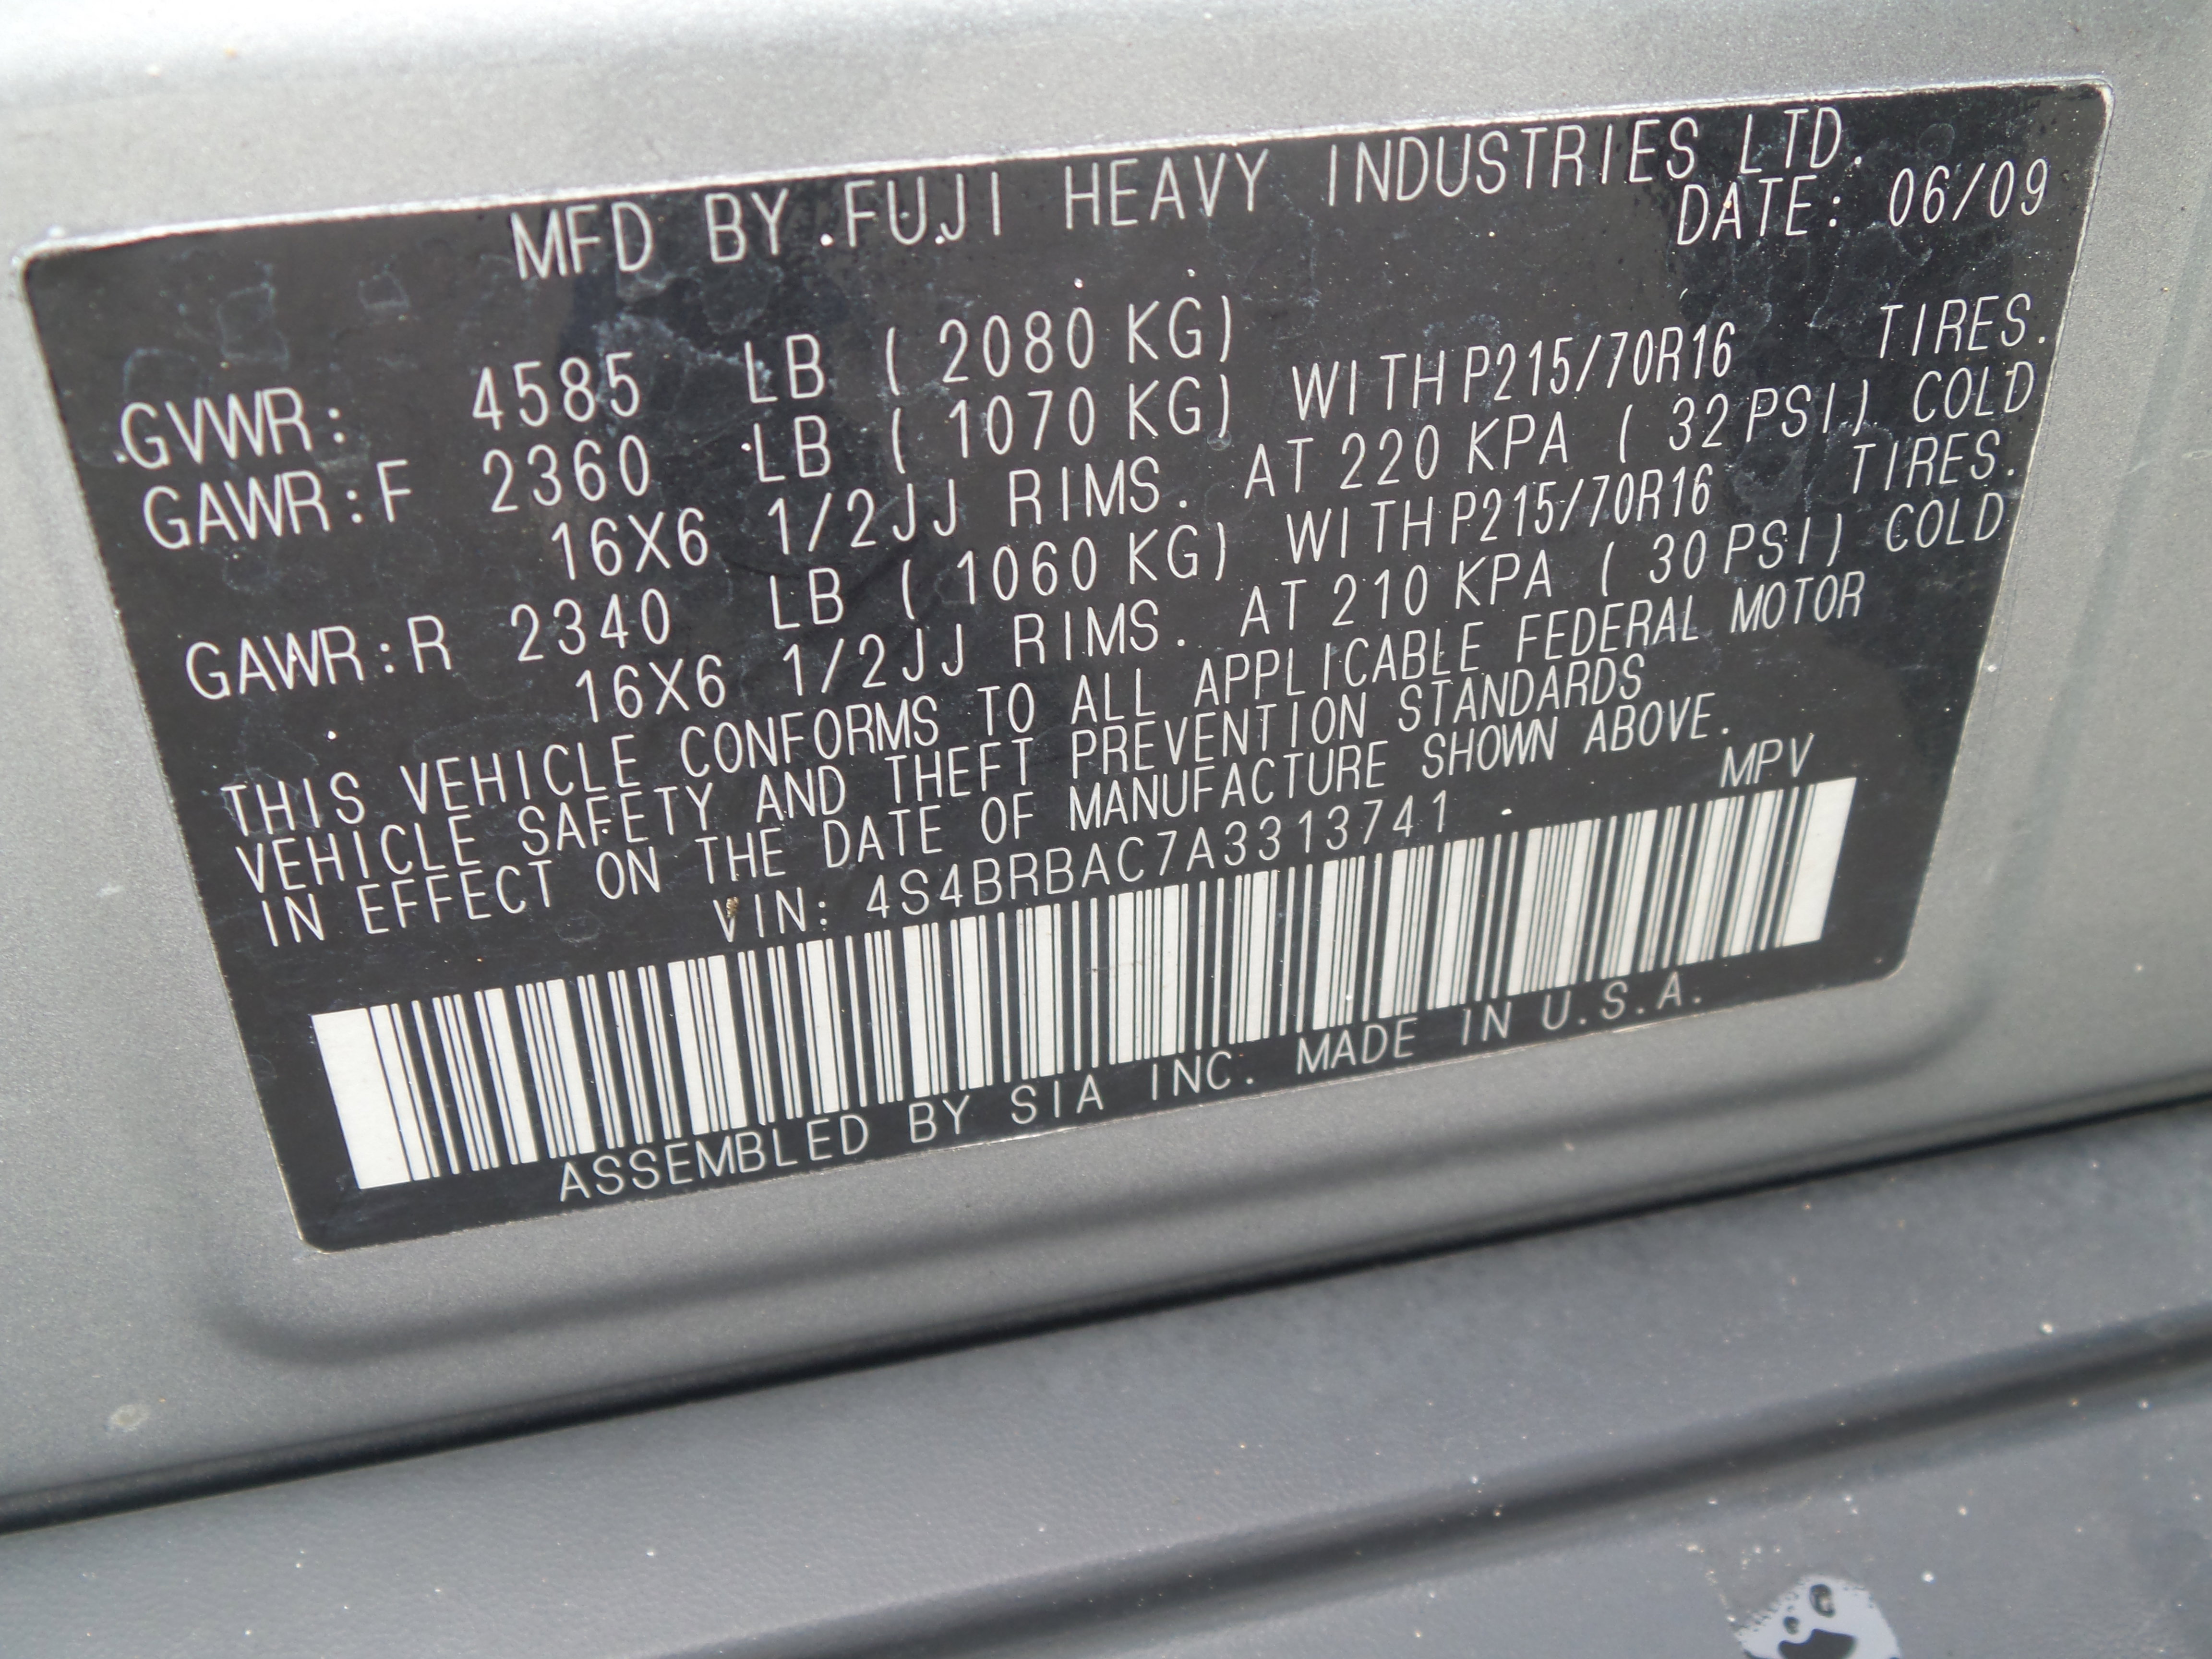 MFD BY FUJI HEAVY INDUSTRIES LTD.
DATE: 06/09
GVWR: 4585 LB ( 2080 KG)
GAWR:F 2360 LB ( 1070 KG) WITH P215/70R16 TIRES.
16X6 1/2JJ RIMS. AT 220 KPA ( 32 PSI) COLD
GAWR:R 2340 LB ( 1060 KG) WITH P215/70R16 TIRES.
16X6 1/2JJ RIMS. AT 210 KPA ( 30 PSI) COLD
THIS VEHICLE CONFORMS TO ALL APPLICABLE FEDERAL MOTOR
VEHICLE SAFETY AND THEFT PREVENTION STANDARDS
IN EFFECT ON THE DATE OF MANUFACTURE SHOWN ABOVE.
VIN: 4S4BRBAC7A3313741 MPV
ASSEMBLED BY SIA INC. MADE IN U.S.A.